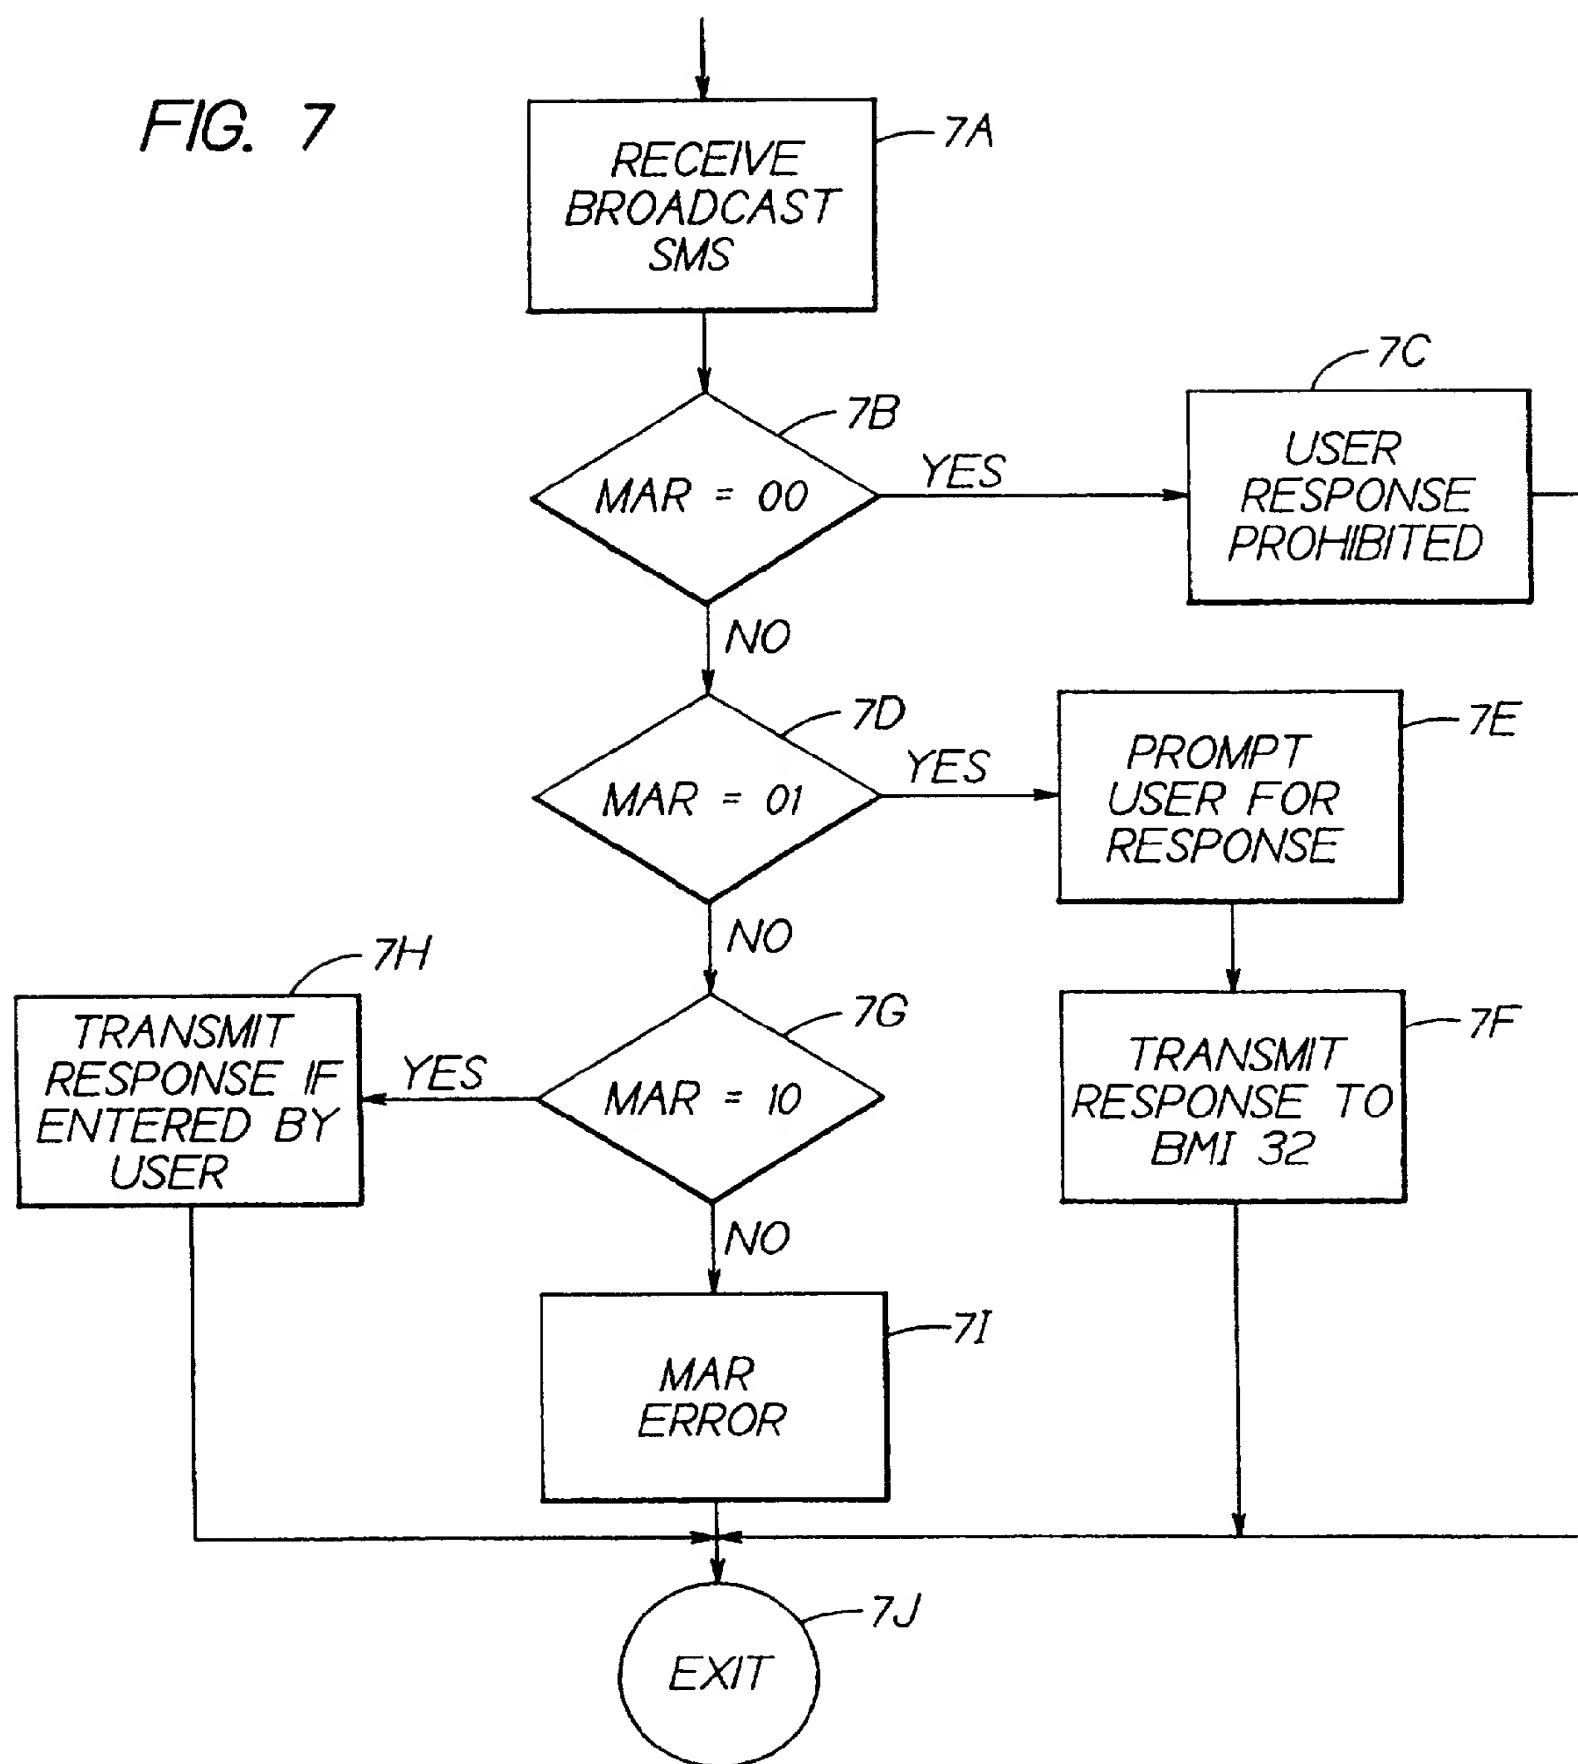 FIG. 7
7A
RECEIVE
BROADCAST
SMS
7B
MAR = 00
YES
7C
USER
RESPONSE
PROHIBITED
NO
7D
MAR = 01
YES
7E
PROMPT
USER FOR
RESPONSE
NO
7F
TRANSMIT
RESPONSE TO
BMI 32
7G
MAR = 10
YES
7H
TRANSMIT
RESPONSE IF
ENTERED BY
USER
NO
7I
MAR
ERROR
7J
EXIT